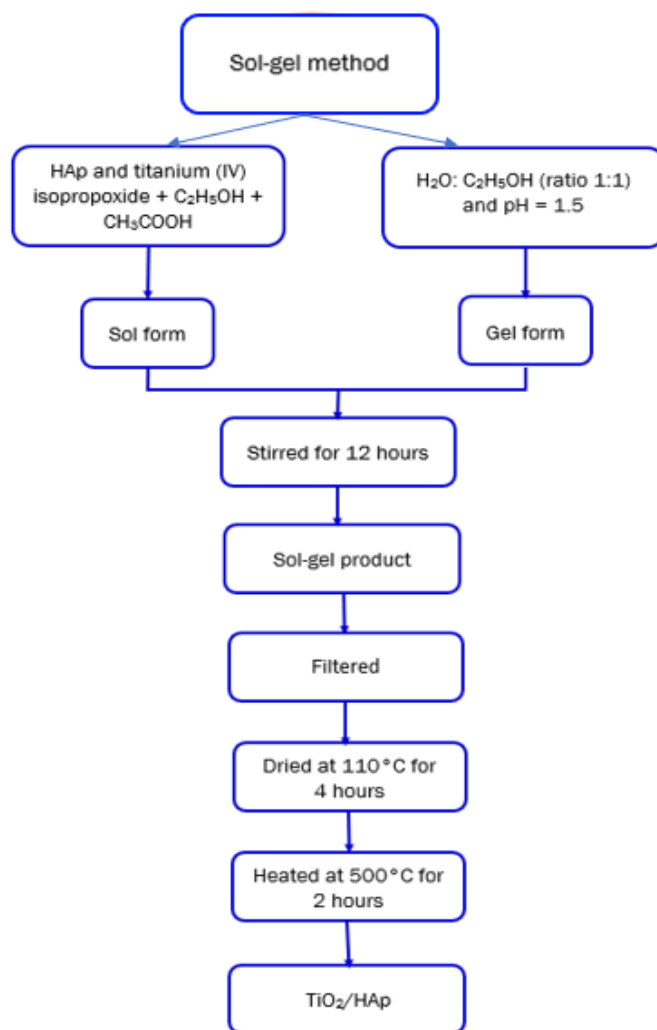 Sol-gel method
HAp and titanium (IV)
isopropoxide + C₂H₅OH +
CH₃COOH
H₂O: C₂H₅OH (ratio 1:1)
and pH = 1.5
Sol form
Gel form
Stirred for 12 hours
Sol-gel product
Filtered
Dried at 110°C for
4 hours
Heated at 500°C for
2 hours
TiO₂/HAp